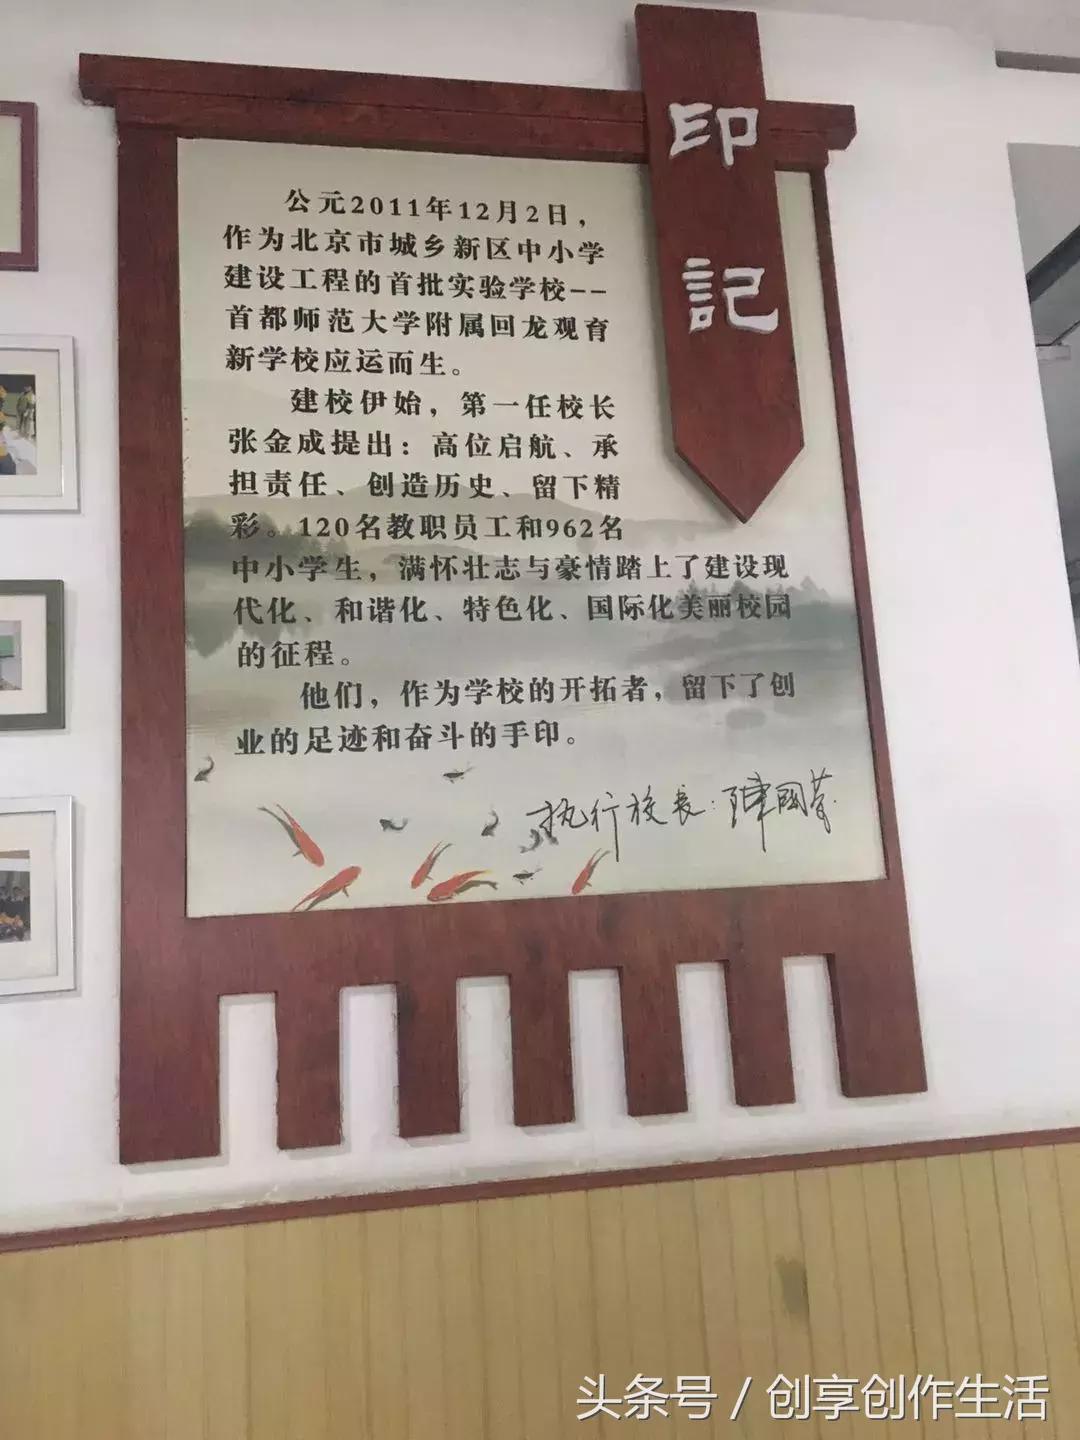 印記
公元2011年12月2日，
作为北京市城乡新区中小学
建设工程的首批实验学校--
首都师范大学附属回龙观育
新学校应运而生。
建校伊始，第一任校长
张金成提出：高位启航、承
担责任、创造历史、留下精
彩。120名教职员工和962名
中小学生，满怀壮志与豪情踏上了建设现
代化、和谐化、特色化、国际化美丽校园
的征程。
他们，作为学校的开拓者，留下了创
业的足迹和奋斗的手印。
执行校长：
头条号 / 创享创作生活